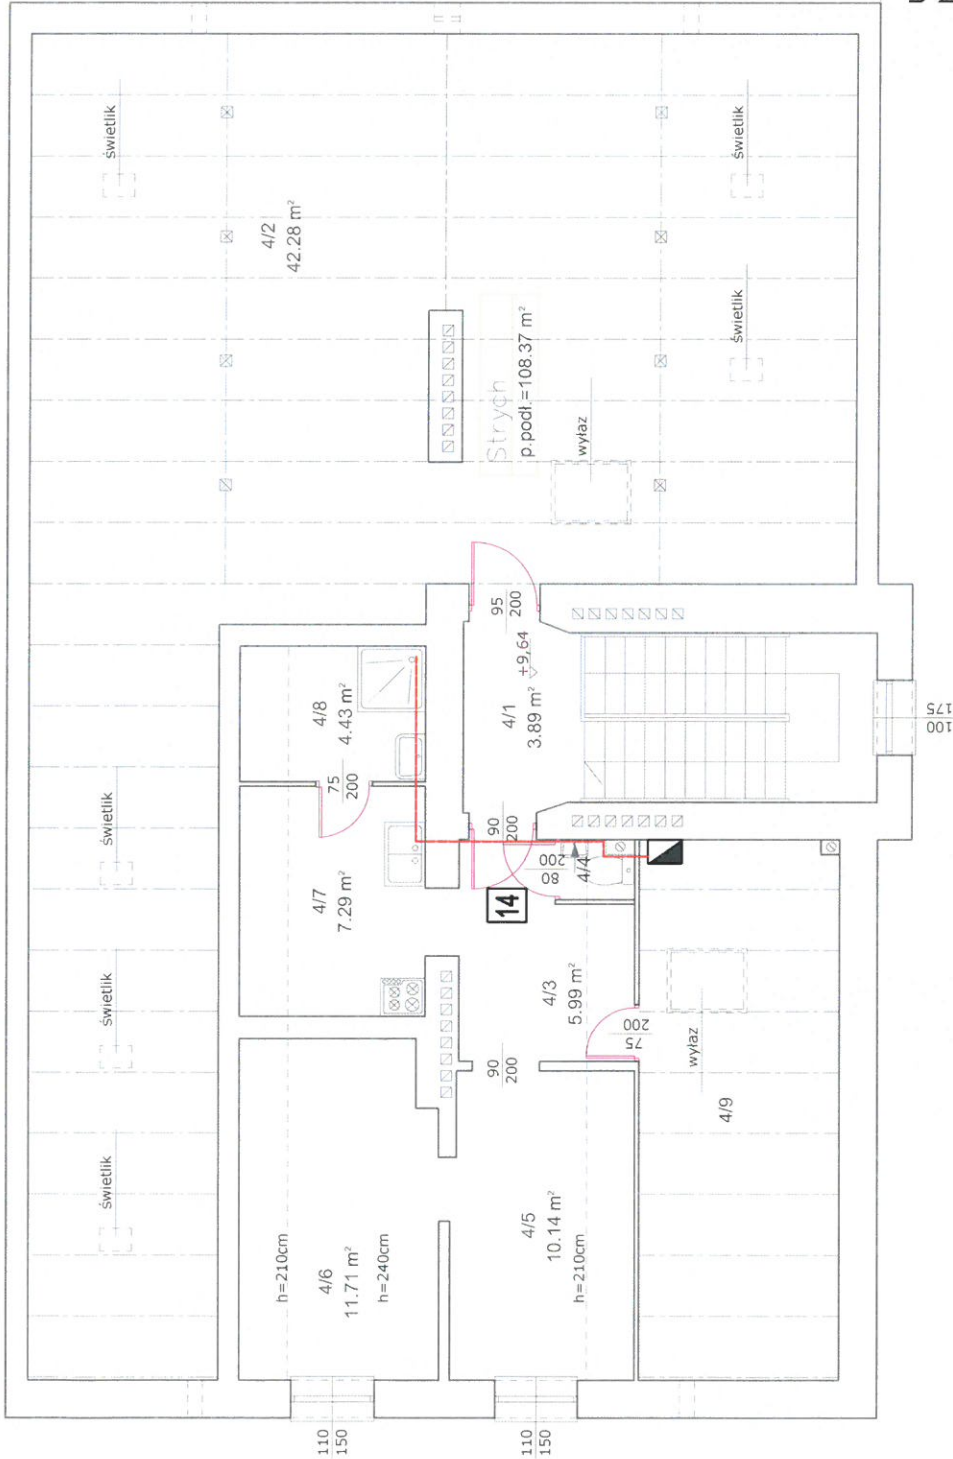 świetlik
świetlik
świetlik
świetlik
4/2
42.28 m²
świetlik
świetlik
Strych
p.podł.=108.37 m²
wyłaz
95
200
+9,64
4/1
3.89 m²
4/8
4.43 m²
75
200
4/7
7.29 m²
90
200
80
200
4/4
14
4/3
5.99 m²
75
200
90
200
wyłaz
4/9
h=210cm
4/6
11.71 m²
h=240cm
4/5
10.14 m²
h=210cm
110
150
110
150
100
175